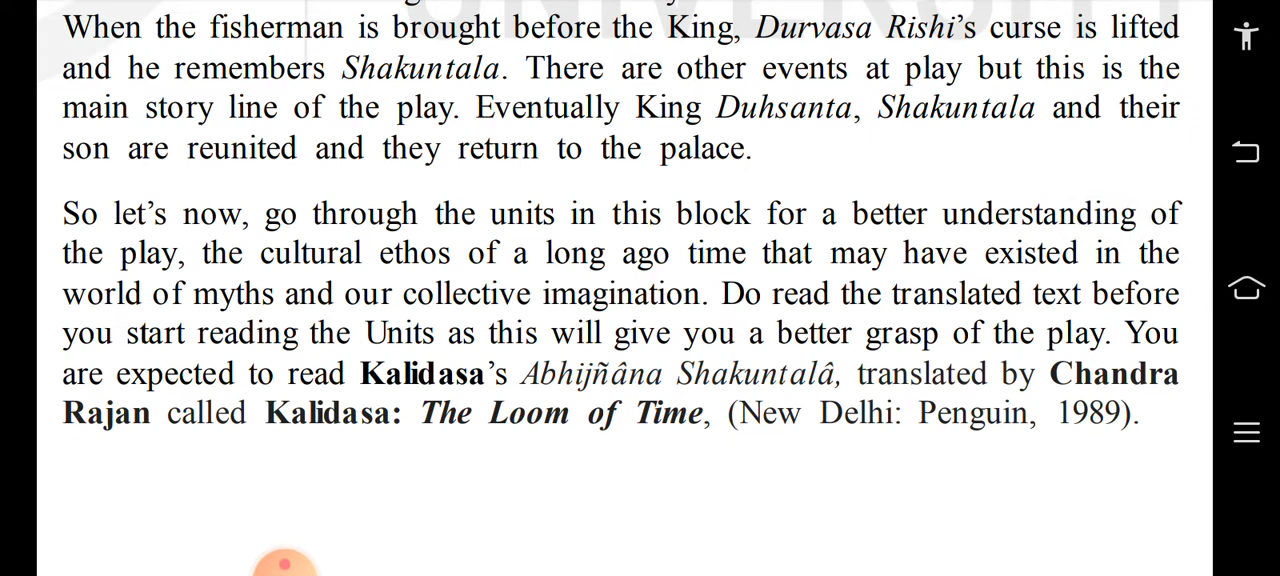 When the fisherman is brought before the King, Durvasa Rishi's curse is lifted
and he remembers Shakuntala. There are other events at play but this is the
main story line of the play. Eventually King Duhsanta, Shakuntala and their
son are reunited and they return to the palace.
So let's now, go through the units in this block for a better understanding of
the play, the cultural ethos of a long ago time that may have existed in the
world of myths and our collective imagination. Do read the translated text before
you start reading the Units as this will give you a better grasp of the play. You
are expected to read Kalidasa's Abhijñâna Shakuntalâ, translated by Chandra
Rajan called Kalidasa: The Loom of Time, (New Delhi: Penguin, 1989).